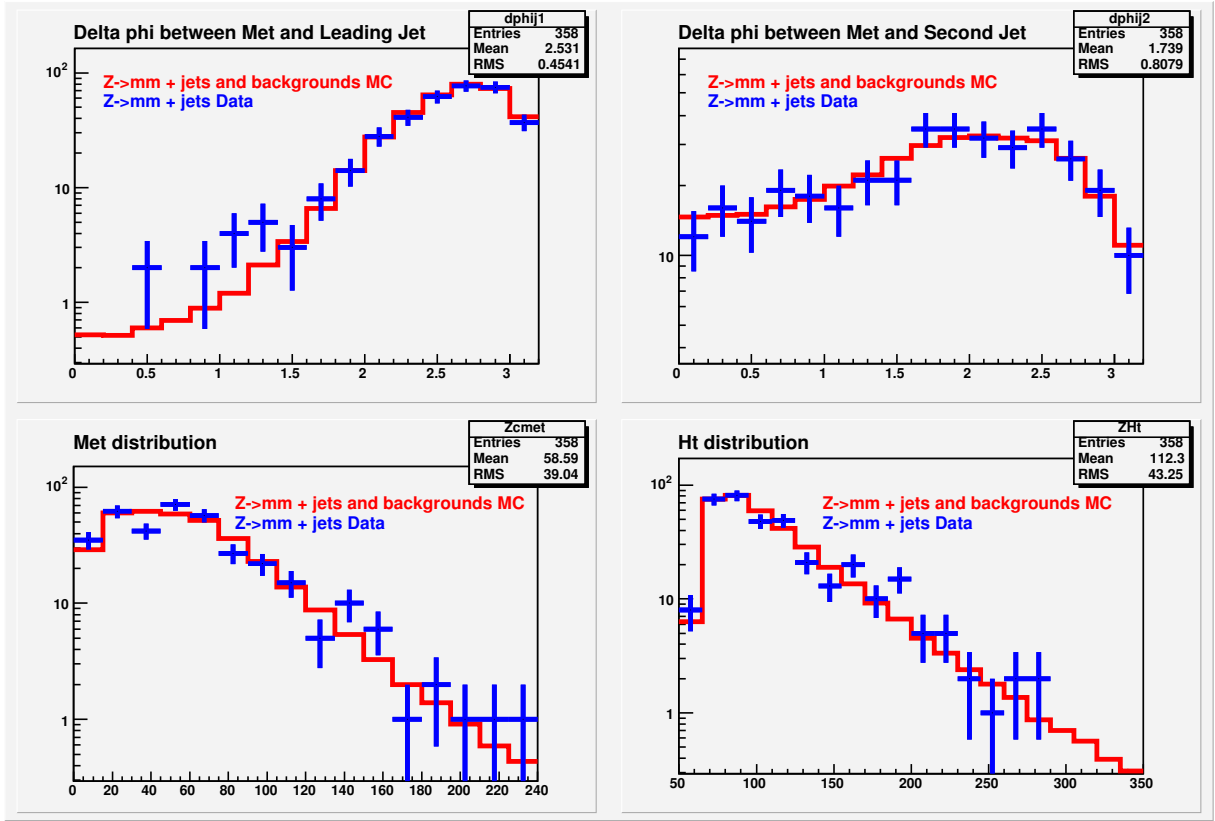 Delta phi between Met and Leading Jet
dphij1
Entries 358
Mean 2.531
RMS 0.4541
Z->mm + jets and backgrounds MC
Z->mm + jets Data
10²
10
1
0 0.5 1 1.5 2 2.5 3
Delta phi between Met and Second Jet
dphij2
Entries 358
Mean 1.739
RMS 0.8079
Z->mm + jets and backgrounds MC
Z->mm + jets Data
10
0 0.5 1 1.5 2 2.5 3
Met distribution
Zcmet
Entries 358
Mean 58.59
RMS 39.04
Z->mm + jets and backgrounds MC
Z->mm + jets Data
10²
10
1
0 20 40 60 80 100 120 140 160 180 200 220 240
Ht distribution
ZHt
Entries 358
Mean 112.3
RMS 43.25
Z->mm + jets and backgrounds MC
Z->mm + jets Data
10²
10
1
50 100 150 200 250 300 350